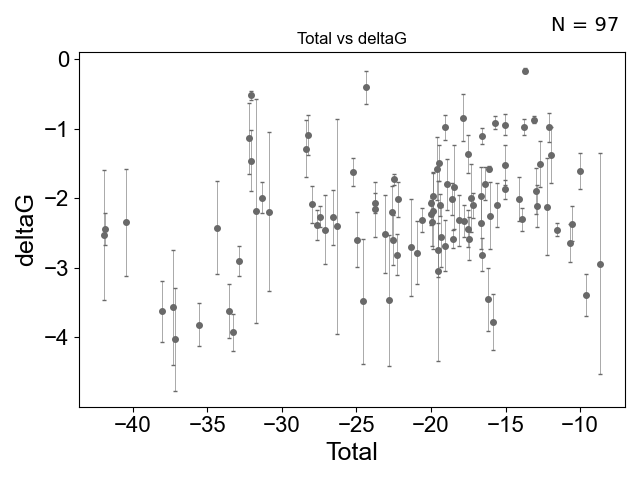 N = 97
Total vs deltaG
0
−1
−2
−3
−4
deltaG
−40 −35 −30 −25 −20 −15 −10
Total